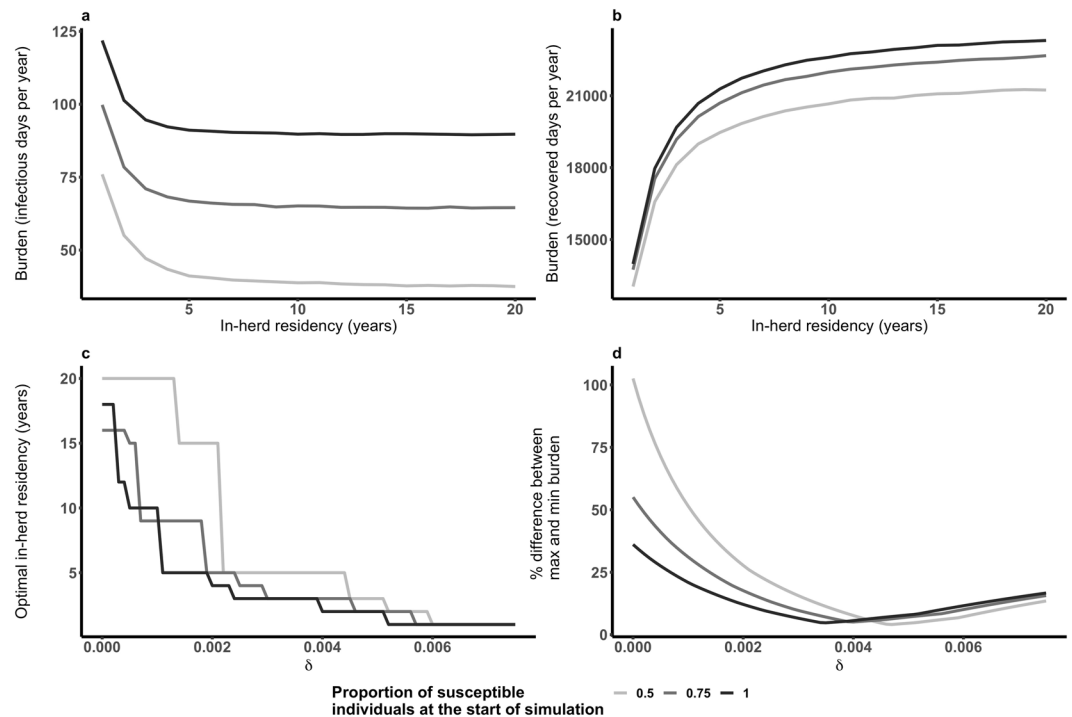 a
Burden (infectious days per year)
125
100
75
50
5
10
15
20
In-herd residency (years)
b
Burden (recovered days per year)
21000
18000
15000
5
10
15
20
In-herd residency (years)
c
Optimal in-herd residency (years)
20
15
10
5
0.000
0.002
0.004
0.006
δ
d
% difference between
max and min burden
100
75
50
25
0
0.000
0.002
0.004
0.006
δ
Proportion of susceptible
individuals at the start of simulation
0.5
0.75
1